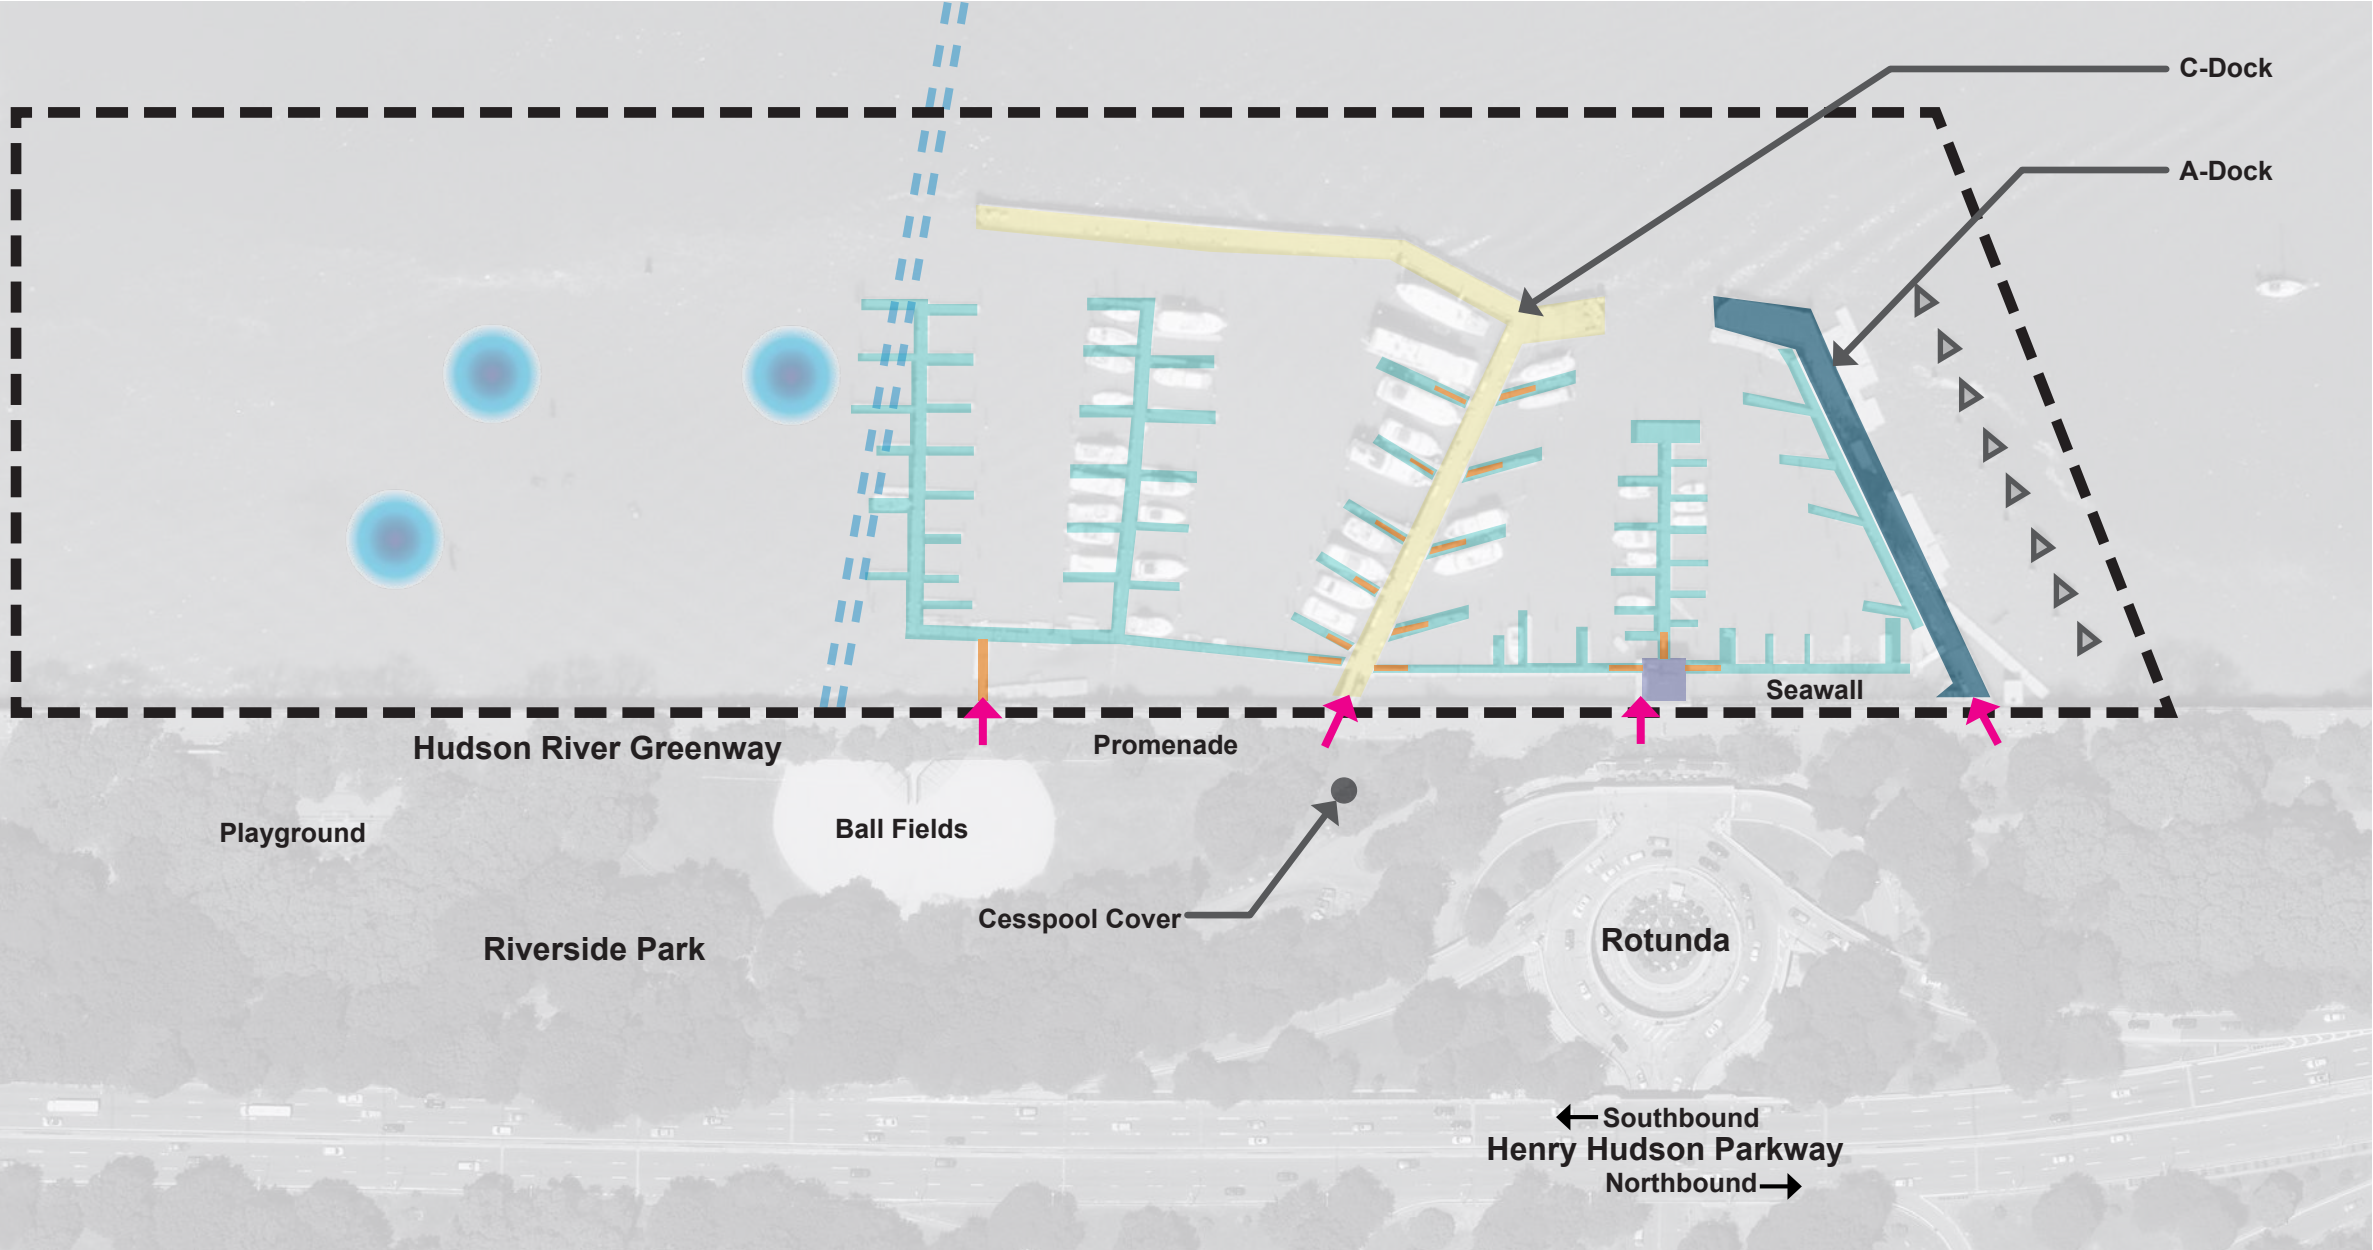 C-Dock
A-Dock
Seawall
Hudson River Greenway
Promenade
Playground
Ball Fields
Cesspool Cover
Riverside Park
Rotunda
Southbound
Henry Hudson Parkway
Northbound